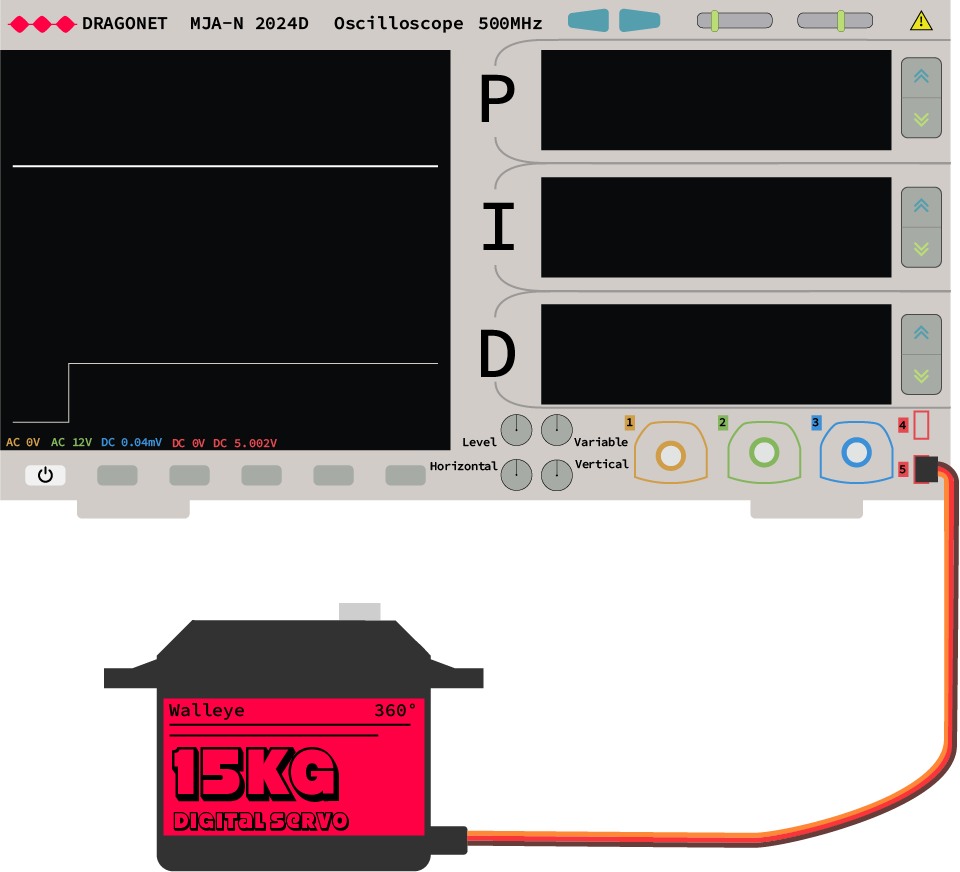 DRAGONET MJA-N 2024D Oscilloscope 500MHz
P
I
D
AC 0V AC 12V DC 0.04mV DC 0V DC 5.002V
Level
Variable
Horizontal
Vertical
1
2
3
4
5
Walleye 360°
15KG
DIGITAL SERVO